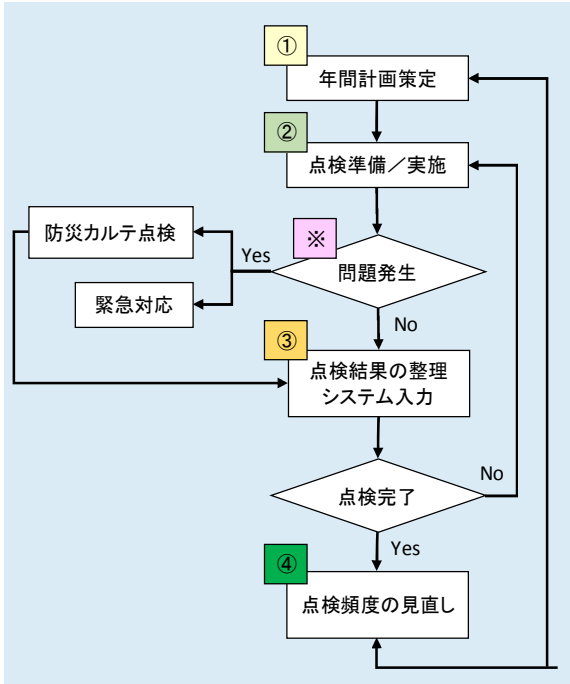 ①
年間計画策定
②
点検準備／実施
防災カルテ点検
※
Yes
問題発生
緊急対応
No
③
点検結果の整理
システム入力
No
点検完了
Yes
④
点検頻度の見直し